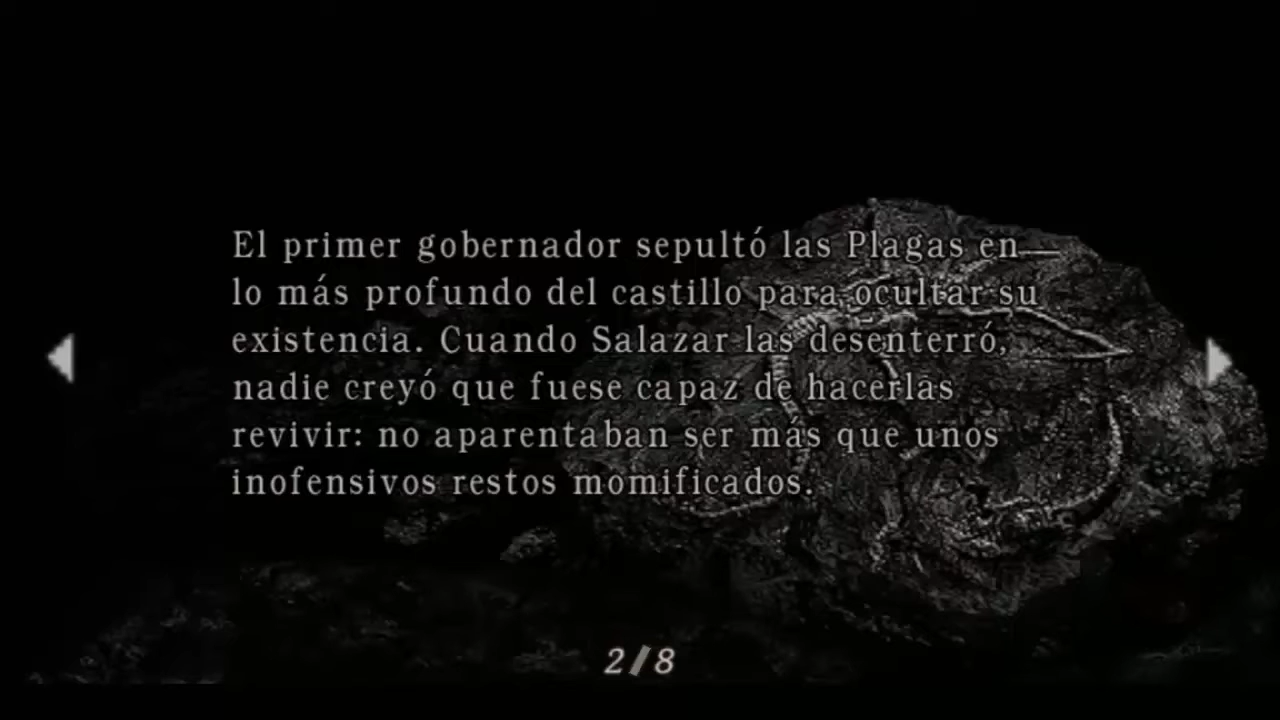 El primer gobernador sepultó las Plagas en
lo más profundo del castillo para ocultar su
existencia. Cuando Salazar las desenterró,
nadie creyó que fuese capaz de hacerlas
revivir: no aparentaban ser más que unos
inofensivos restos momificados.
2/8